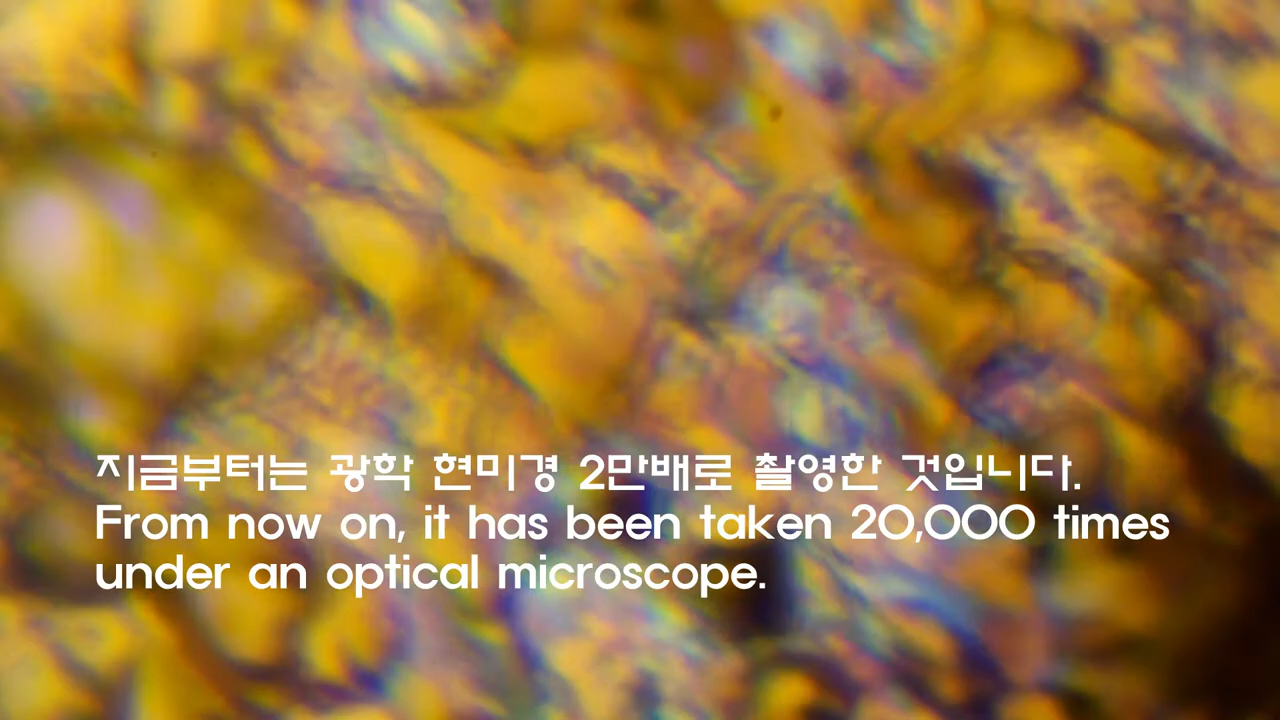 지금부터는 광학 현미경 2만배로 촬영한 것입니다.
From now on, it has been taken 20,000 times
under an optical microscope.